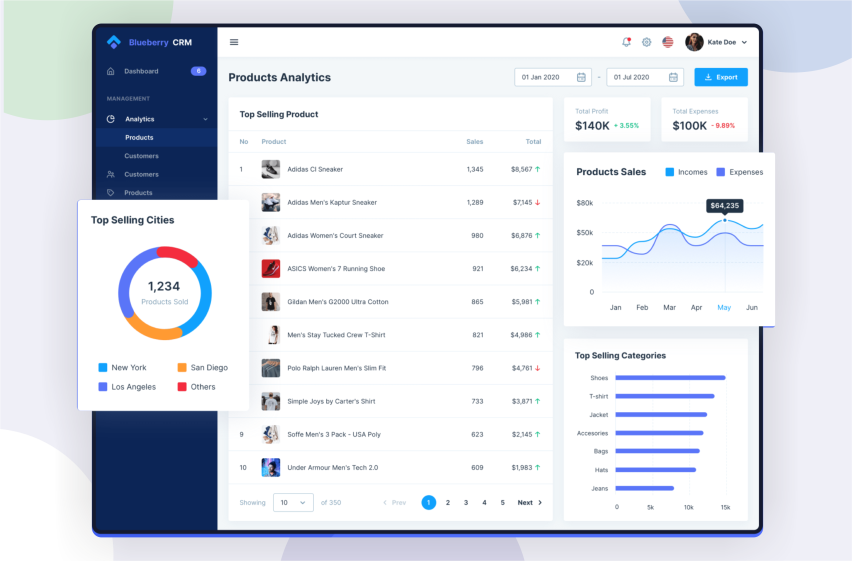 Blueberry CRM
Kate Doe
Dashboard
6
MANAGEMENT
Analytics
Products
Customers
Customers
Products
Products Analytics
01 Jan 2020
-
01 Jul 2020
Export
Top Selling Product
No Product Sales Total
1 Adidas CI Sneaker 1,345 $8,567 ↑
Adidas Men's Kaptur Sneaker 1,289 $7,145 ↓
Adidas Women's Court Sneaker 980 $6,876 ↑
ASICS Women's 7 Running Shoe 921 $6,234 ↑
Gildan Men's G2000 Ultra Cotton 865 $5,981 ↑
Men's Stay Tucked Crew T-Shirt 821 $4,986 ↑
Polo Ralph Lauren Men's Slim Fit 796 $4,761 ↓
Simple Joys by Carter's Shirt 733 $3,871 ↑
9 Soffe Men's 3 Pack - USA Poly 623 $2,145 ↑
10 Under Armour Men's Tech 2.0 609 $1,983 ↑
Showing 10 of 350 < Prev 1 2 3 4 5 Next >
Top Selling Cities
1,234
Products Sold
New York San Diego
Los Angeles Others
Total Profit
$140K + 3.55%
Total Expenses
$100K - 9.69%
Products Sales Incomes Expenses
$80k
$64,235
$50k
$20k
0
Jan Feb Mar Apr May Jun
Top Selling Categories
Shoes
T-shirt
Jacket
Accesories
Bags
Hats
Jeans
0 5k 10k 15k